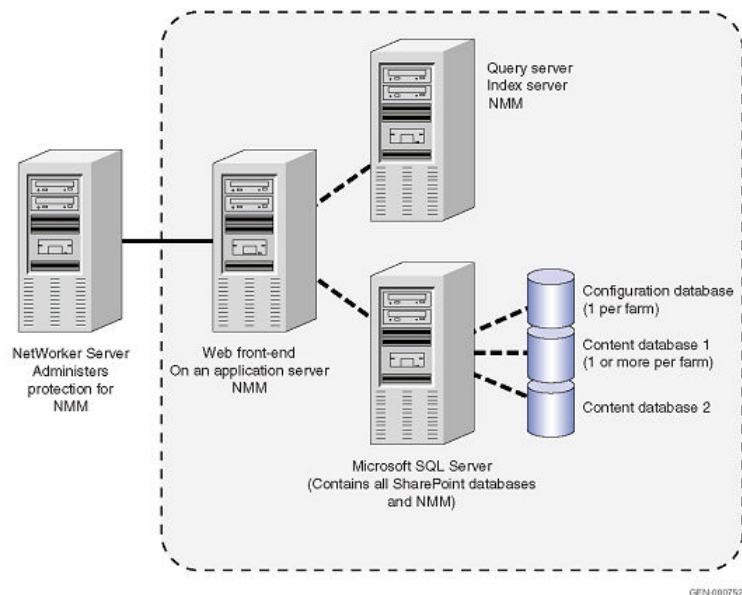 Query server
Index server
NMM
NetWorker Server
Administers
protection for
NMM
Web front-end
On an application server
NMM
Configuration database
(1 per farm)
Content database 1
(1 or more per farm)
Content database 2
Microsoft SQL Server
(Contains all SharePoint databases
and NMM)
GEN-000752